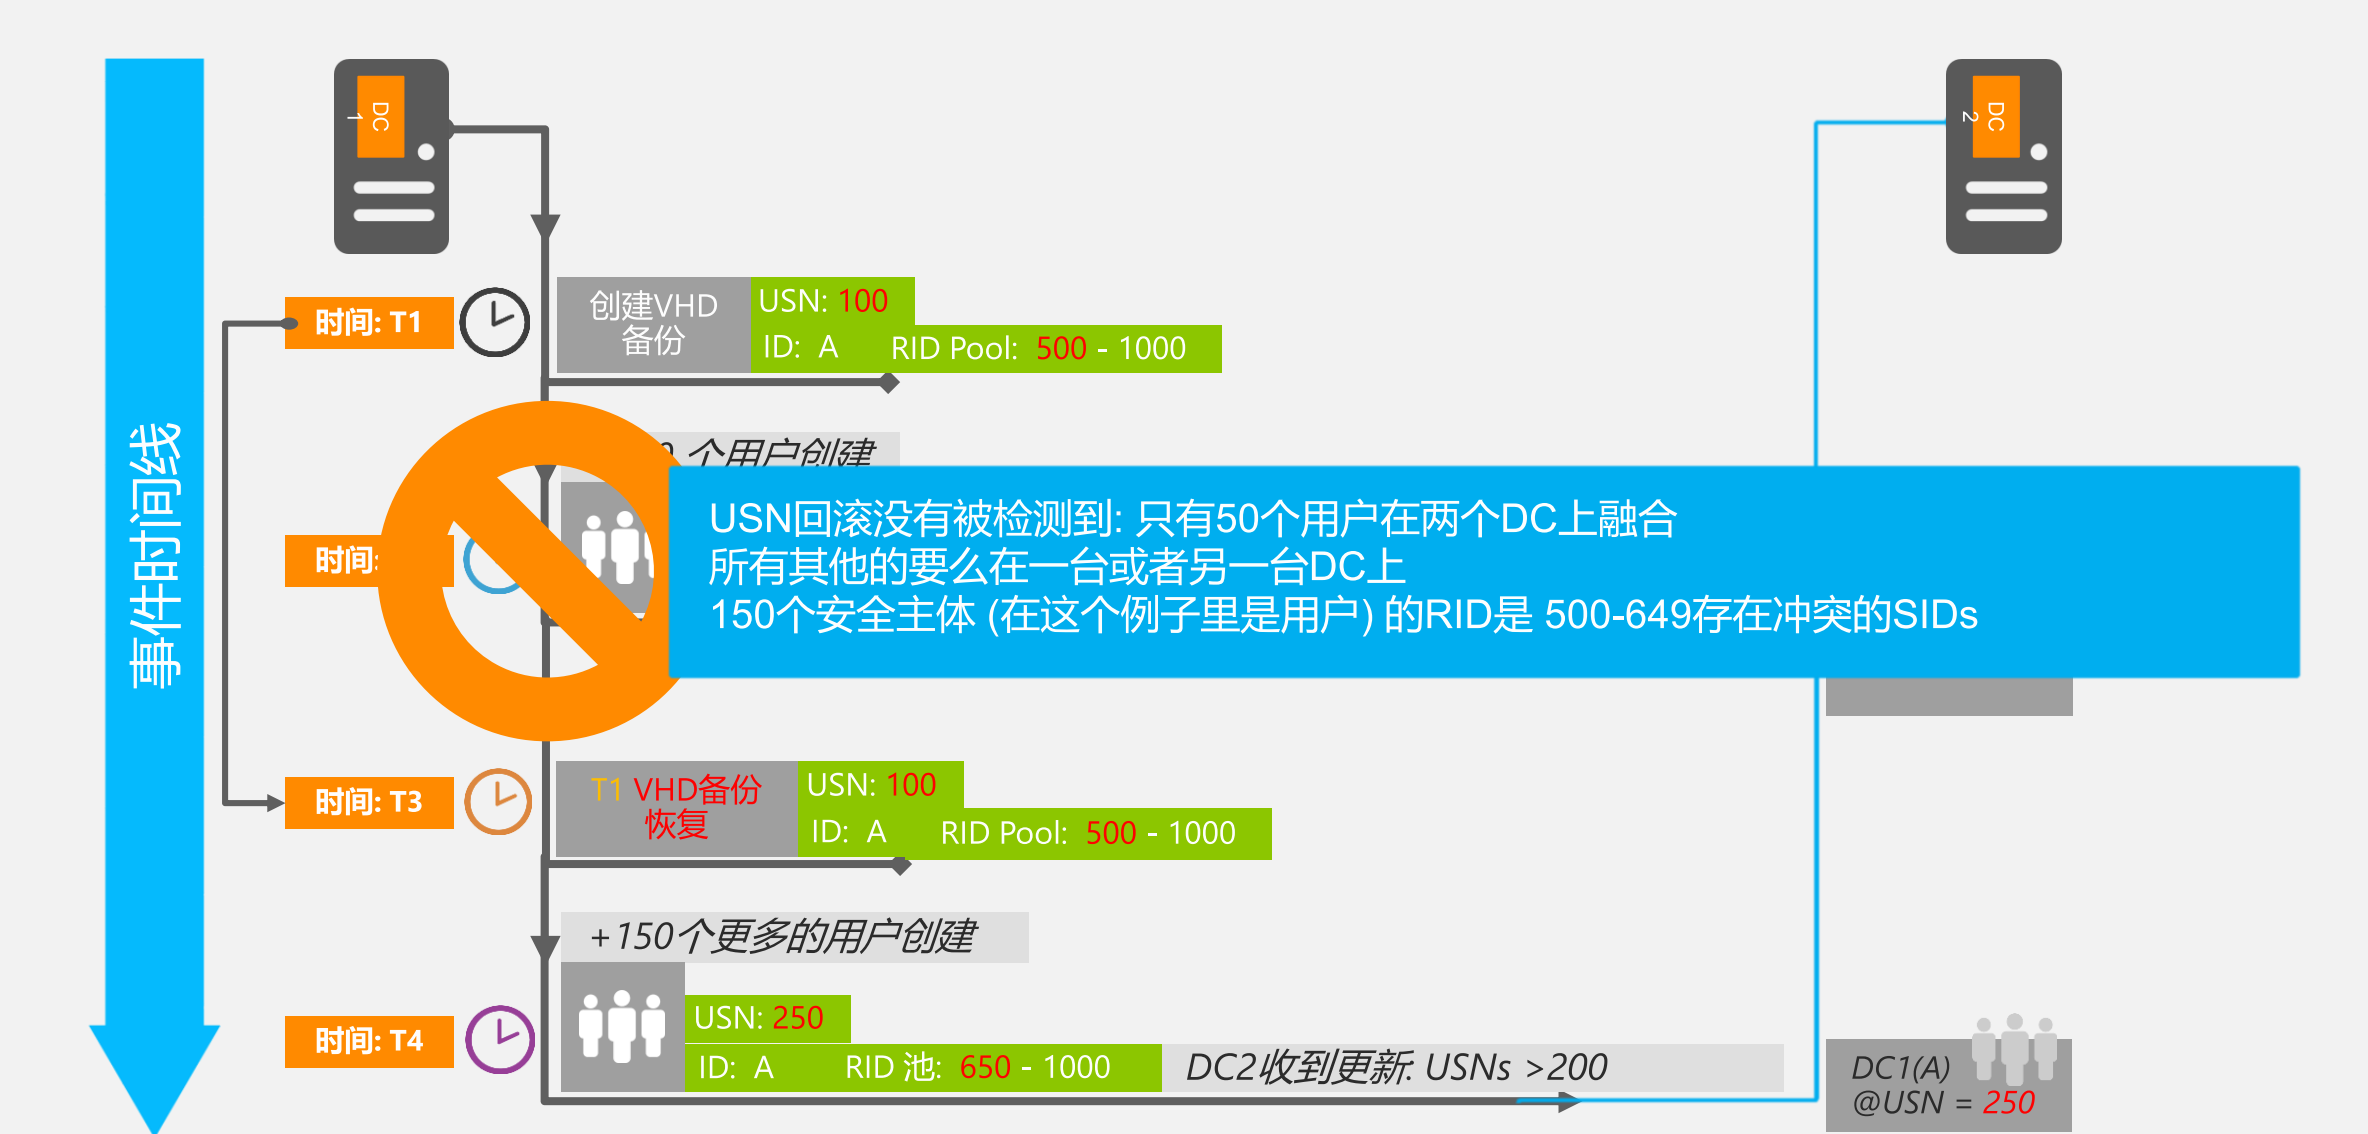 DC
1
DC
2
事件时间线
时间: T1
创建VHD
备份
USN: 100
ID: A
RID Pool: 500 - 1000
个用户创建
时间:
USN回滚没有被检测到: 只有50个用户在两个DC上融合
所有其他的要么在一台或者另一台DC上
150个安全主体 (在这个例子里是用户) 的RID是 500-649存在冲突的SIDs
时间: T3
T1 VHD备份
恢复
USN: 100
ID: A
RID Pool: 500 - 1000
+150个更多的用户创建
时间: T4
USN: 250
ID: A
RID 池: 650 - 1000
DC2收到更新: USNs >200
DC1(A)
@USN = 250